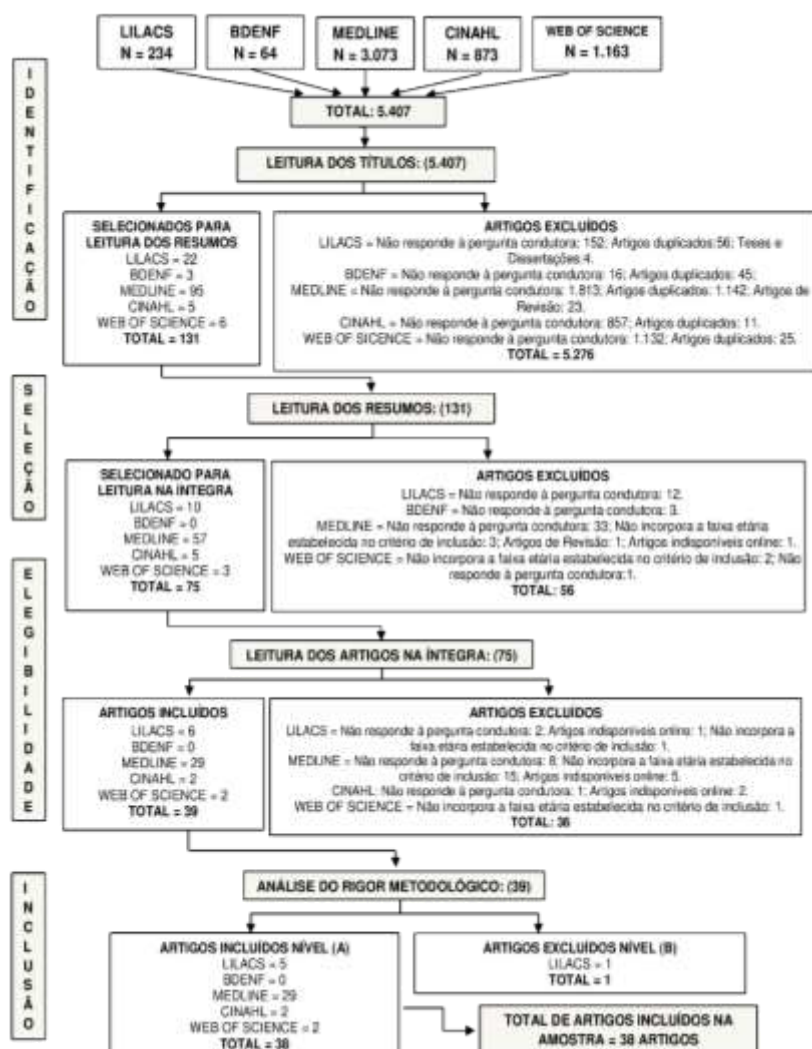 LILACS
N = 234
BDENF
N = 64
MEDLINE
N = 3.073
CINAHL
N = 873
WEB OF SCIENCE
N = 1.163
TOTAL: 5.407
IDENTIFICAÇÃO
LEITURA DOS TÍTULOS: (5.407)
SELECIONADOS PARA
LEITURA DOS RESUMOS
LILACS = 22
BDENF = 3
MEDLINE = 95
CINAHL = 5
WEB OF SCIENCE = 6
TOTAL = 131
ARTIGOS EXCLUÍDOS
LILACS = Não responde à pergunta condutora: 152; Artigos duplicados:56; Teses e
Dissertações:4.
BDENF = Não responde à pergunta condutora: 16; Artigos duplicados: 45;
MEDLINE = Não responde à pergunta condutora: 1.813; Artigos duplicados: 1.142; Artigos de
Revisão: 23.
CINAHL = Não responde à pergunta condutora: 857; Artigos duplicados: 11.
WEB OF SICENCE = Não responde à pergunta condutora: 1.132; Artigos duplicados: 25.
TOTAL = 5.276
SELEÇÃO
LEITURA DOS RESUMOS: (131)
SELECIONADO PARA
LEITURA NA ÍNTEGRA
LILACS = 10
BDENF = 0
MEDLINE = 57
CINAHL = 5
WEB OF SCIENCE = 3
TOTAL = 75
ARTIGOS EXCLUÍDOS
LILACS = Não responde à pergunta condutora: 12.
BDENF = Não responde à pergunta condutora: 3.
MEDLINE = Não responde à pergunta condutora: 33; Não incorpora a faixa etária
estabelecida no critério de inclusão: 3; Artigos de Revisão: 1; Artigos indisponíveis online: 1.
WEB OF SCIENCE = Não incorpora a faixa etária estabelecida no critério de inclusão: 2; Não
responde à pergunta condutora:1.
TOTAL: 56
ELEGIBILIDADE
LEITURA DOS ARTIGOS NA ÍNTEGRA: (75)
ARTIGOS INCLUÍDOS
LILACS = 6
BDENF = 0
MEDLINE = 29
CINAHL = 2
WEB OF SCIENCE = 2
TOTAL = 39
ARTIGOS EXCLUÍDOS
LILACS = Não responde à pergunta condutora: 2; Artigos indisponíveis online: 1; Não incorpora a
faixa etária estabelecida no critério de inclusão: 1.
MEDLINE = Não responde à pergunta condutora: 8; Não incorpora a faixa etária estabelecida no
critério de inclusão: 15; Artigos indisponíveis online: 5.
CINAHL: Não responde à pergunta condutora: 1; Artigos indisponíveis online: 2.
WEB OF SCIENCE = Não incorpora a faixa etária estabelecida no critério de inclusão: 1.
TOTAL: 36
INCLUSÃO
ANÁLISE DO RIGOR METODOLÓGICO: (39)
ARTIGOS INCLUÍDOS NÍVEL (A)
LILACS = 5
BDENF = 0
MEDLINE = 29
CINAHL = 2
WEB OF SCIENCE = 2
TOTAL = 38
ARTIGOS EXCLUÍDOS NÍVEL (B)
LILACS = 1
TOTAL = 1
TOTAL DE ARTIGOS INCLUÍDOS NA
AMOSTRA = 38 ARTIGOS